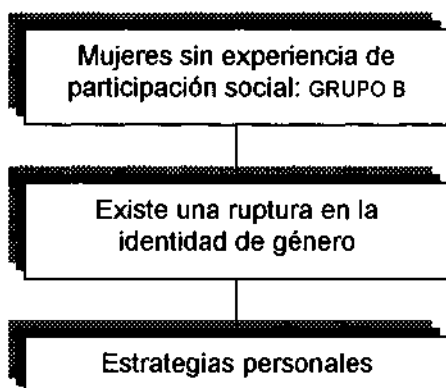 Mujeres sin experiencia de
participación social: GRUPO B
Existe una ruptura en la
identidad de género
Estrategias personales